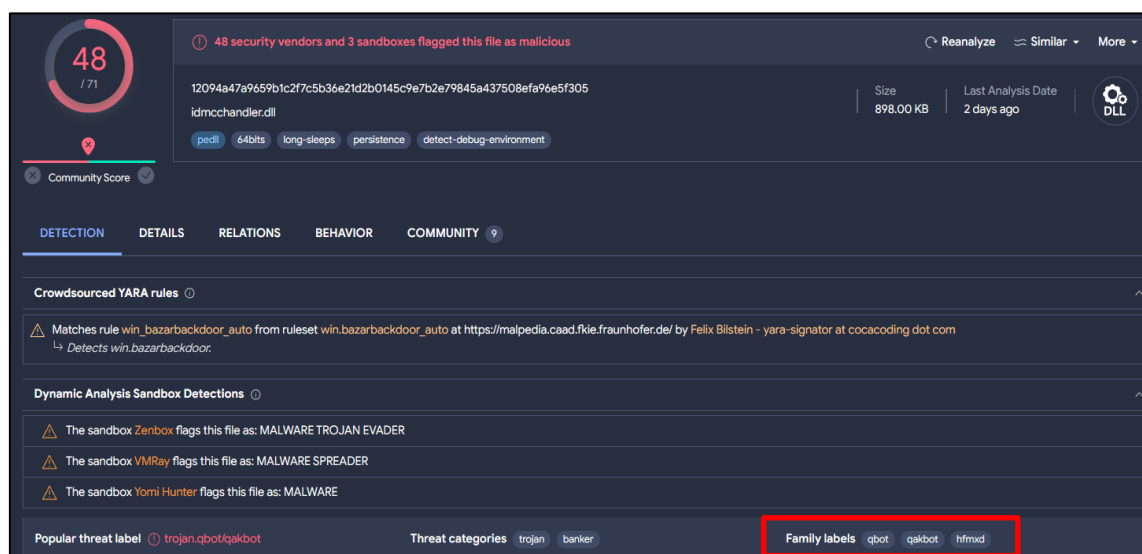 48
/ 71
Community Score
48 security vendors and 3 sandboxes flagged this file as malicious
Reanalyze Similar More
12094a47a9659b1c2f7c5b36e21d2b0145c9e7b2e79845a437508efa96e5f305
idmcchandler.dll
pedll 64bits long-sleeps persistence detect-debug-environment
Size
898.00 KB
Last Analysis Date
2 days ago
DLL
DETECTION DETAILS RELATIONS BEHAVIOR COMMUNITY 9
Crowdsourced YARA rules
Matches rule win_bazarbackdoor_auto from ruleset win.bazarbackdoor_auto at https://malpedia.caad.fkie.fraunhofer.de/ by Felix Bilstein - yara-signator at cocacoding dot com
Detects win.bazarbackdoor.
Dynamic Analysis Sandbox Detections
The sandbox Zenbox flags this file as: MALWARE TROJAN EVADER
The sandbox VMRay flags this file as: MALWARE SPREADER
The sandbox Yomi Hunter flags this file as: MALWARE
Popular threat label trojan.qbot/qakbot Threat categories trojan banker Family labels qbot qakbot hfmxd